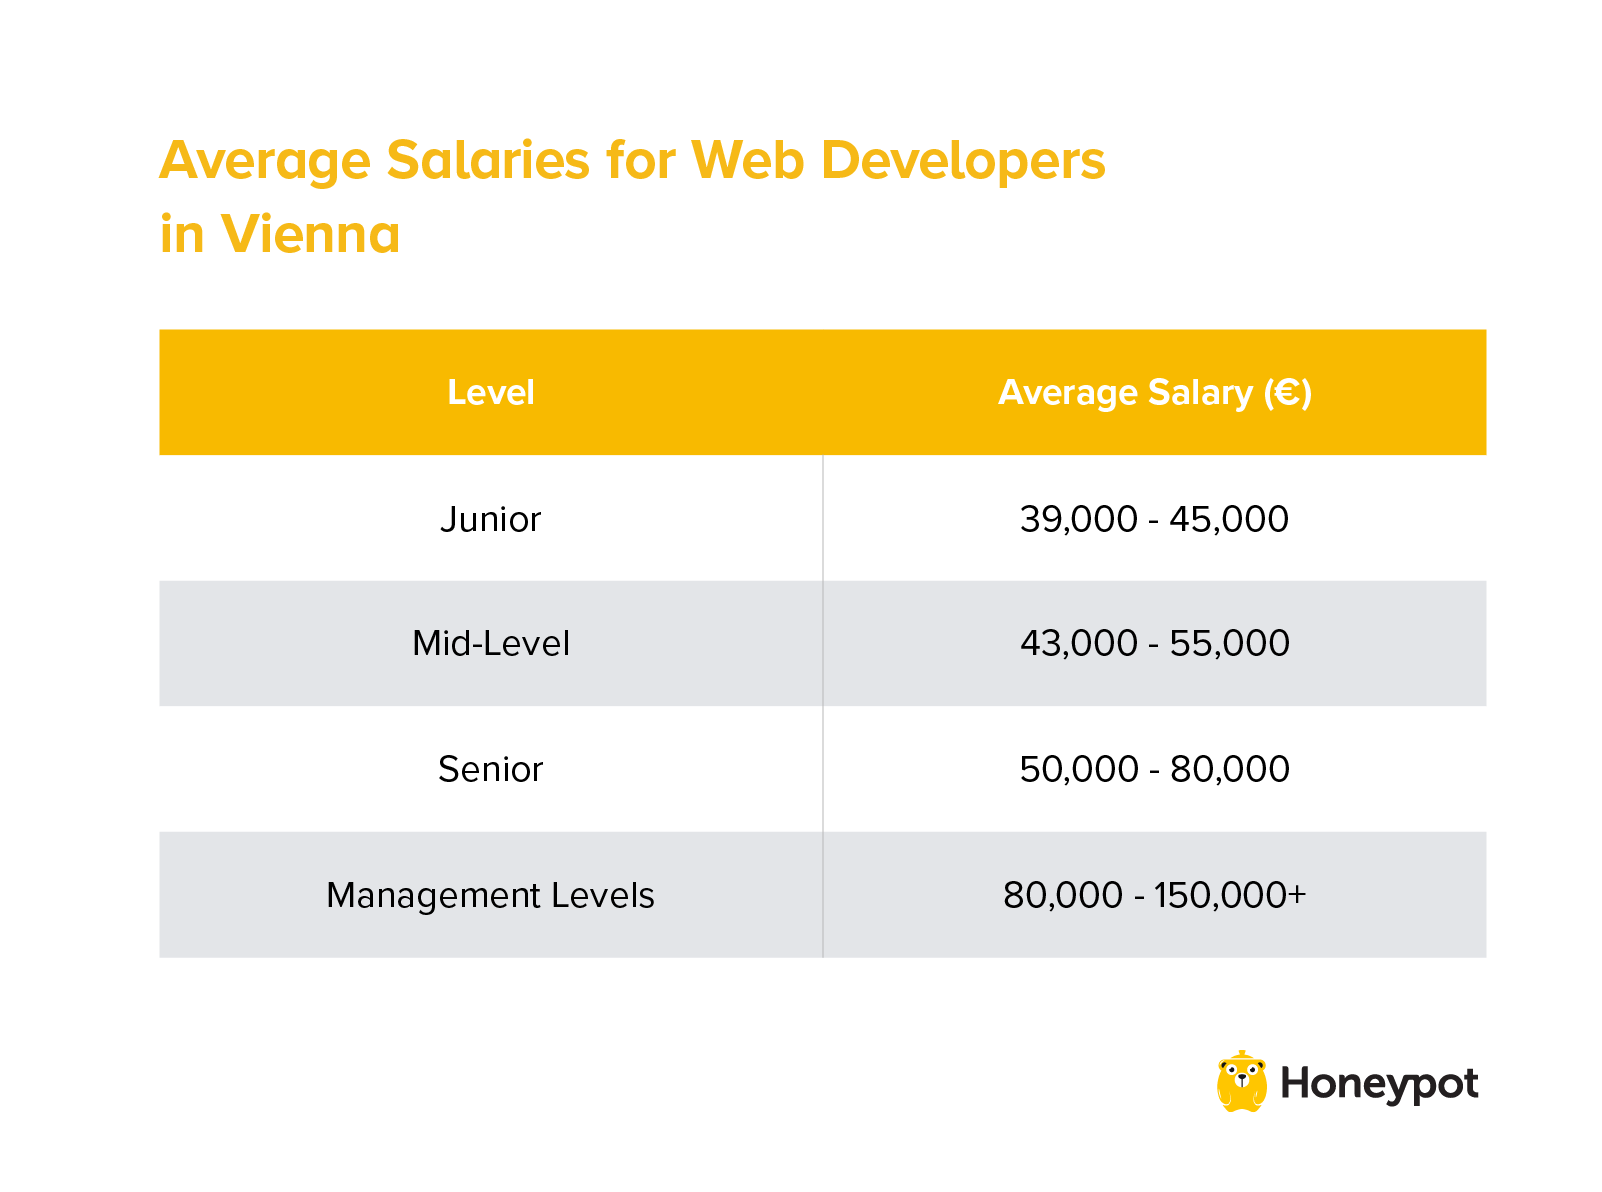 Average Salaries for Web Developers
in Vienna
Level Average Salary (€)
Junior 39,000 - 45,000
Mid-Level 43,000 - 55,000
Senior 50,000 - 80,000
Management Levels 80,000 - 150,000+
Honeypot